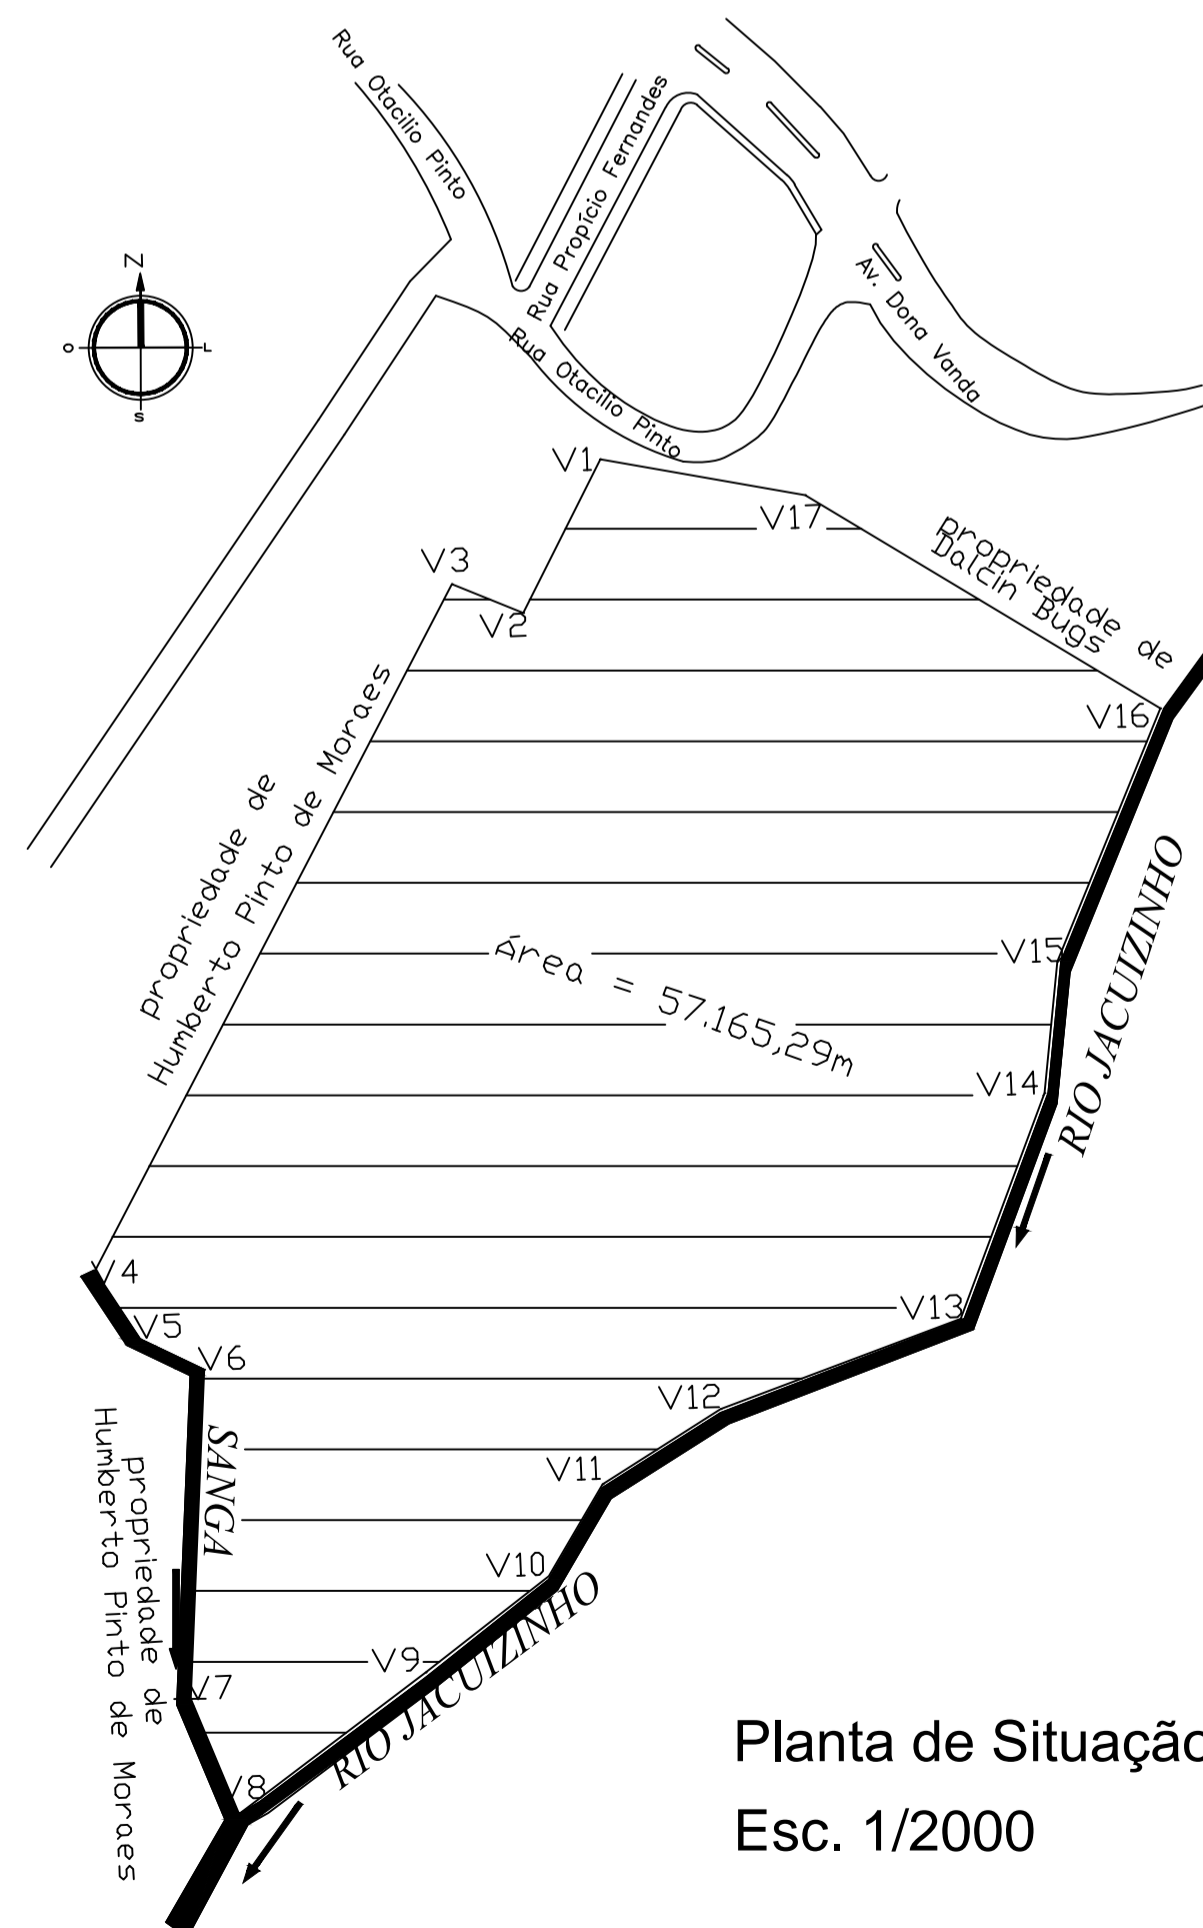 Rua Otacilio Pinto
Rua Propício Fernandes
Av. Dona Vanda
Rua Otacilio Pinto
N
O
L
S
V1
V17
V3
V2
propriedade de
Dalcin Bugs
V16
propriedade de
Humberto Pinto de Moraes
Área = 57.165,29m
V15
V14
RIO JACUIZINHO
V4
V5
V6
V13
V12
V11
V10
V9
SANGA
V7
V8
propriedade de
Humberto Pinto de Moraes
RIO JACUIZINHO
Planta de Situação
Esc. 1/2000